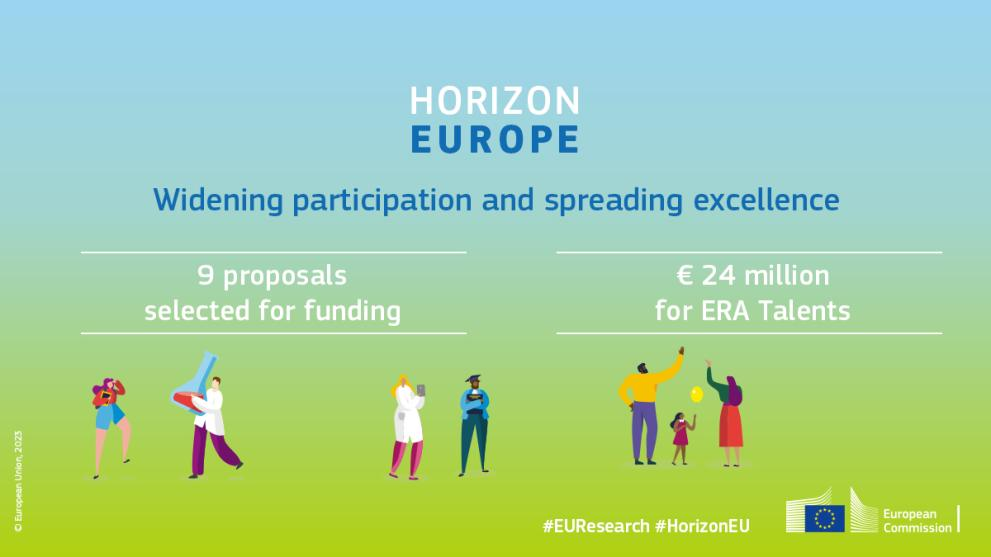 HORIZON
EUROPE
Widening participation and spreading excellence
9 proposals
selected for funding
€ 24 million
for ERA Talents
© European Union, 2023
#EUResearch #HorizonEU
European
Commission